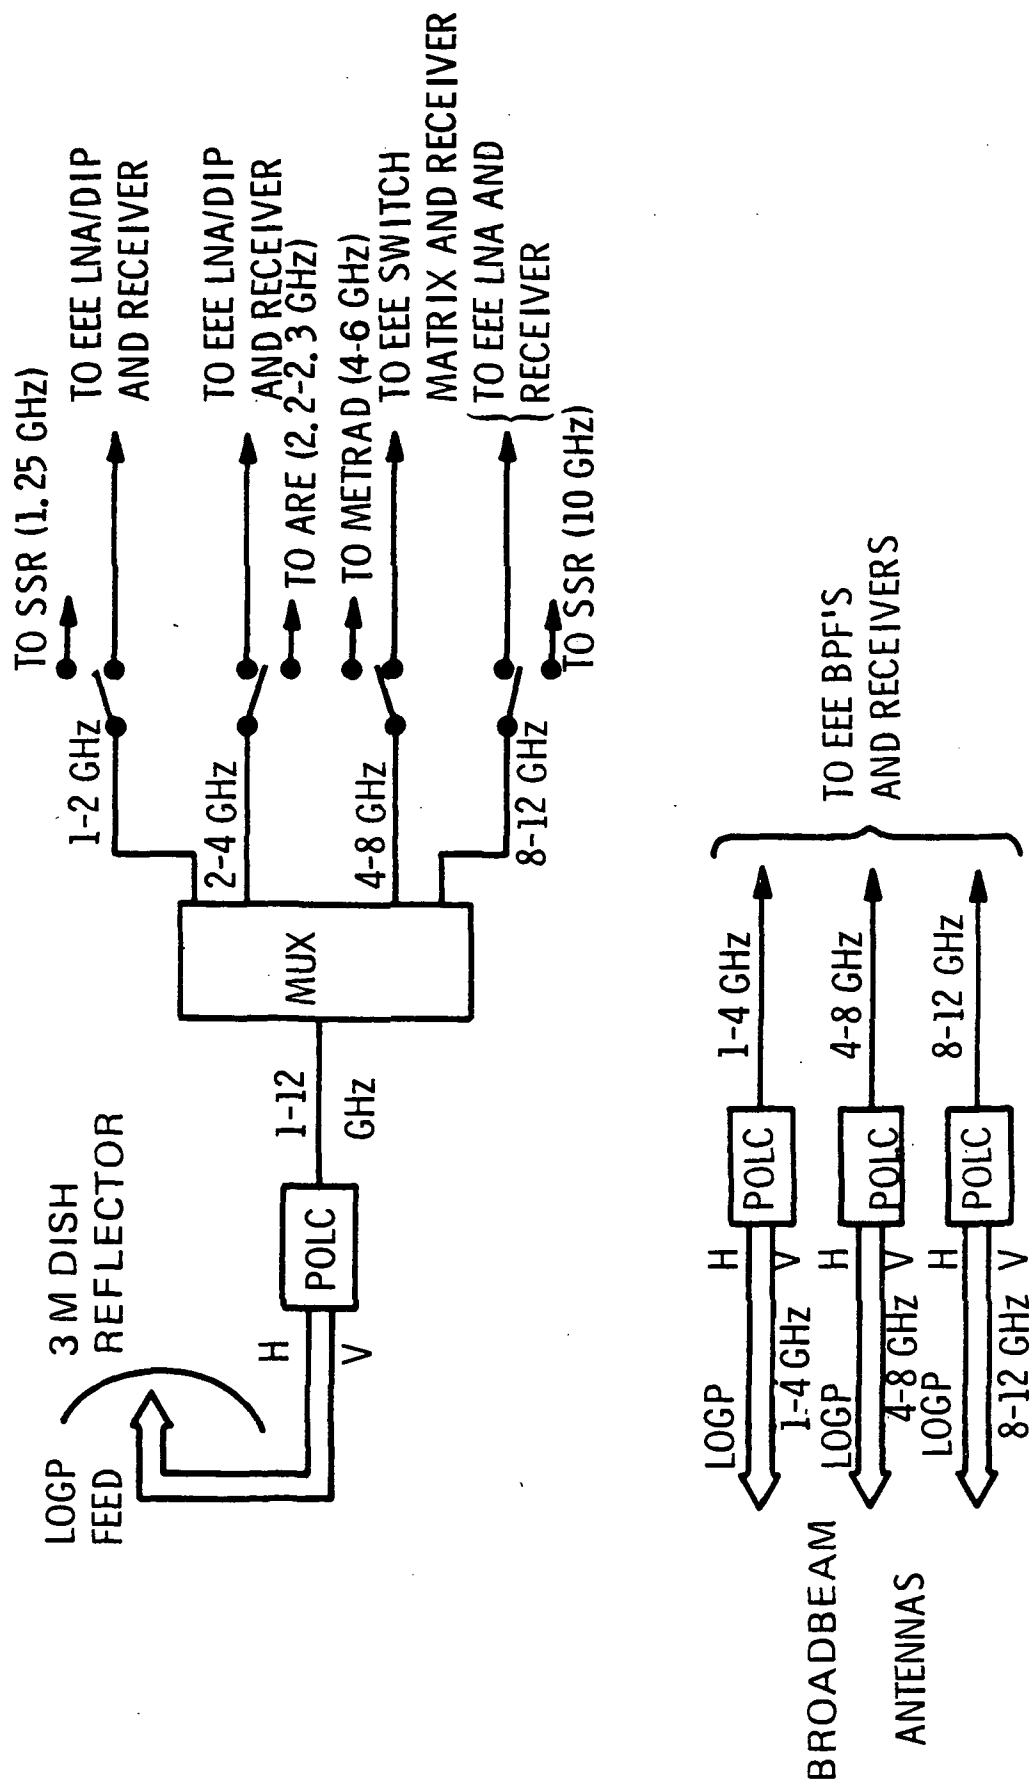 LOGP
FEED
3 M DISH
REFLECTOR
H
V
POLC
1-12
GHz
MUX
1-2 GHz
2-4 GHz
4-8 GHz
8-12 GHz
TO SSR (1.25 GHz)
TO EEE LNA/DIP
AND RECEIVER
TO EEE LNA/DIP
AND RECEIVER
TO ARE (2.2-2.3 GHz)
TO METRAD (4-6 GHz)
TO EEE SWITCH
MATRIX AND RECEIVER
TO EEE LNA AND
RECEIVER
TO SSR (10 GHz)
BROADBEAM
ANTENNAS
LOGP
H
V
1-4 GHz
POLC
1-4 GHz
LOGP
H
V
4-8 GHz
POLC
4-8 GHz
LOGP
H
V
8-12 GHz
POLC
8-12 GHz
TO EEE BPF'S
AND RECEIVERS